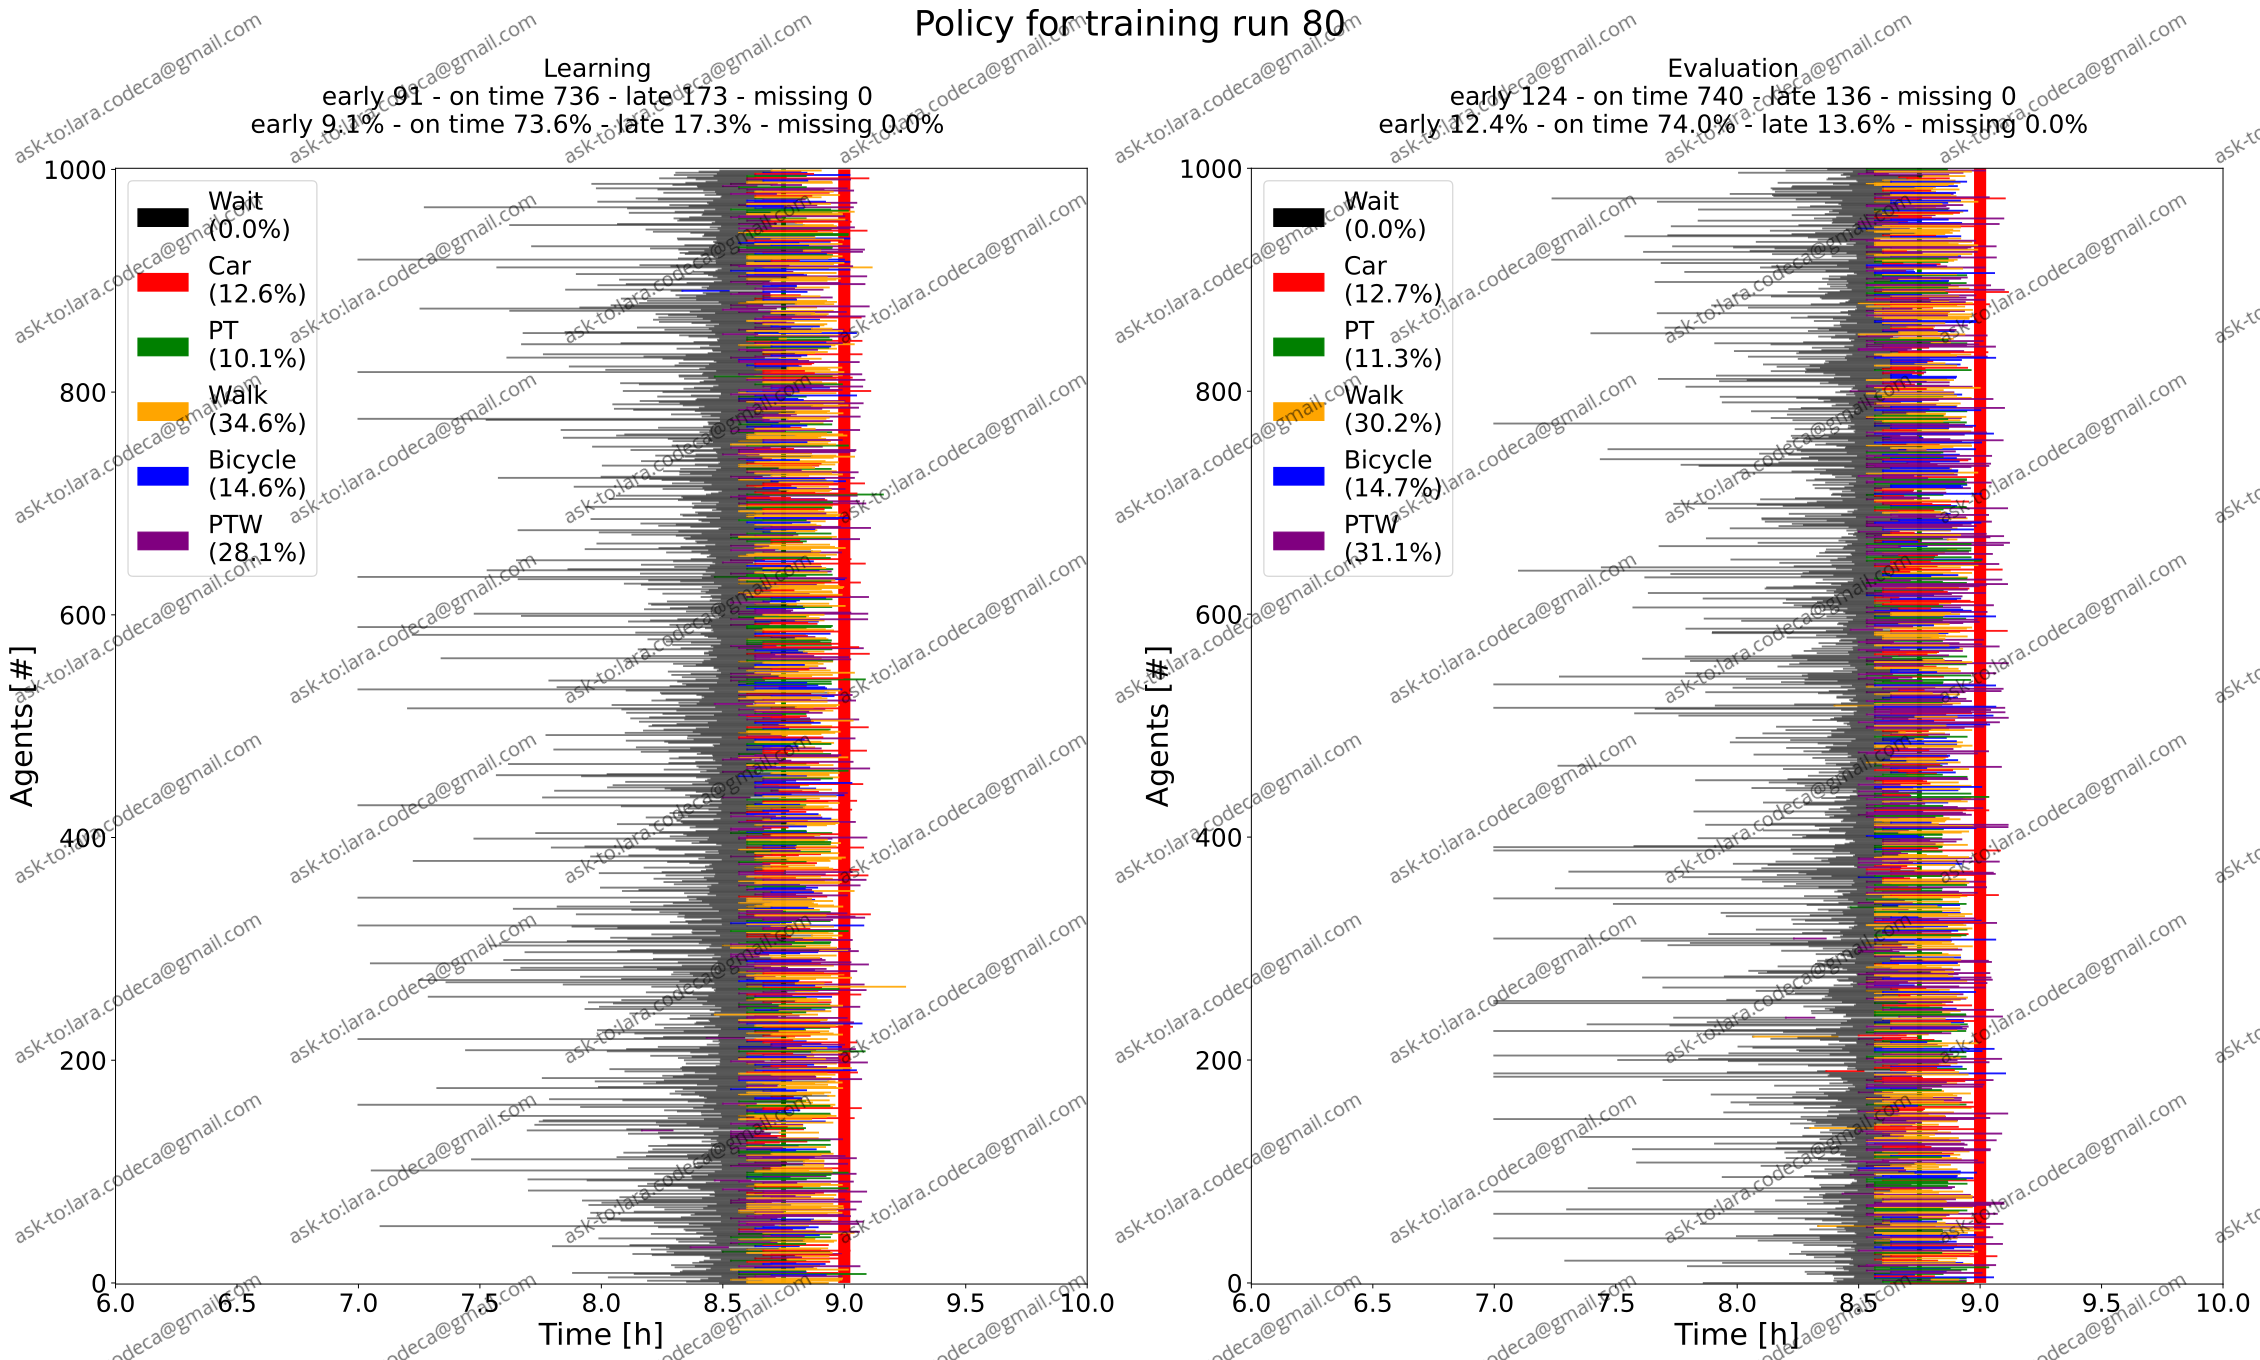 Policy for training run 80
Learning
early 91 - on time 736 - late 173 - missing 0
early 9.1% - on time 73.6% - late 17.3% - missing 0.0%
1000
800
600
400
200
0
Agents [#]
Wait
(0.0%)
Car
(12.6%)
PT
(10.1%)
Walk
(34.6%)
Bicycle
(14.6%)
PTW
(28.1%)
6.0 6.5 7.0 7.5 8.0 8.5 9.0 9.5 10.0
Time [h]
Evaluation
early 124 - on time 740 - late 136 - missing 0
early 12.4% - on time 74.0% - late 13.6% - missing 0.0%
1000
800
600
400
200
0
Agents [#]
Wait
(0.0%)
Car
(12.7%)
PT
(11.3%)
Walk
(30.2%)
Bicycle
(14.7%)
PTW
(31.1%)
6.0 6.5 7.0 7.5 8.0 8.5 9.0 9.5 10.0
Time [h]
ask-to:lara.codeca@gmail.com